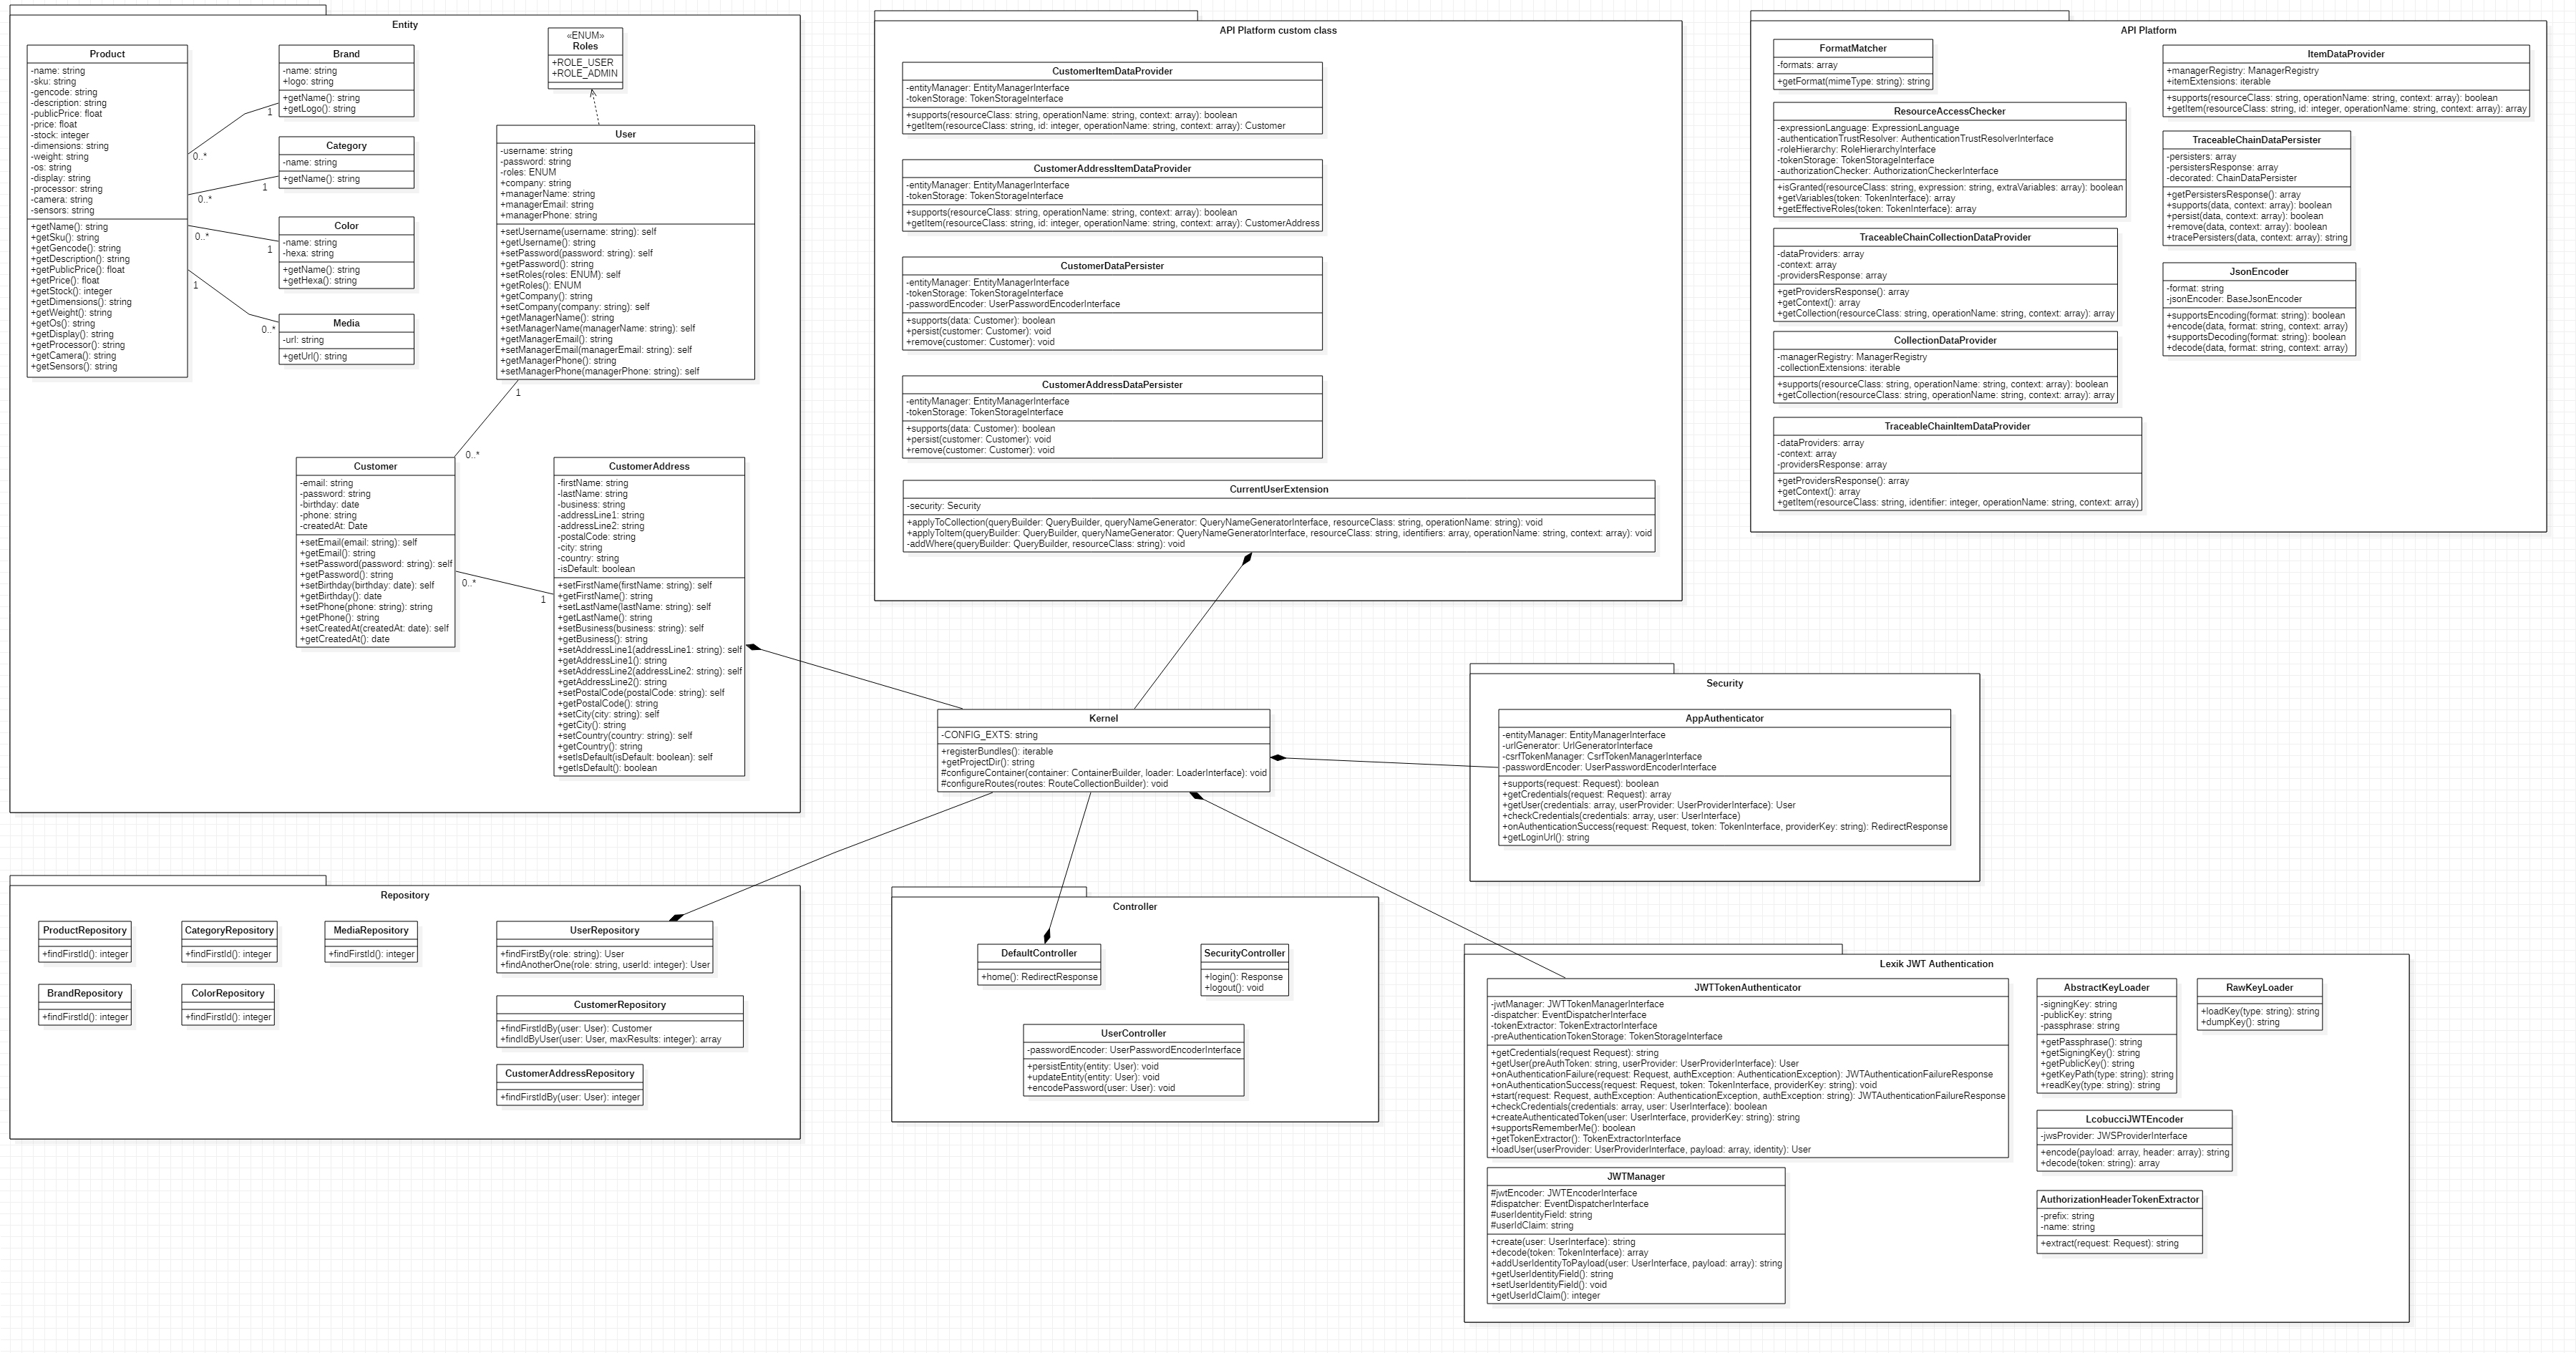 Entity
Product
-name: string
-sku: string
-gencode: string
-description: string
-publicPrice: float
-price: float
-stock: integer
-dimensions: string
-weight: string
-os: string
-display: string
-processor: string
-camera: string
-sensors: string
+getName(): string
+getSku(): string
+getGencode(): string
+getDescription(): string
+getPublicPrice(): float
+getPrice(): float
+getStock(): integer
+getDimensions(): string
+getWeight(): string
+getOs(): string
+getDisplay(): string
+getProcessor(): string
+getCamera(): string
+getSensors(): string
0..*
1
0..*
1
0..*
1
1
0..*
Brand
-name: string
+logo: string
+getName(): string
+getLogo(): string
Category
-name: string
+getName(): string
Color
-name: string
-hexa: string
+getName(): string
+getHexa(): string
Media
-url: string
+getUrl(): string
«ENUM»
Roles
+ROLE_USER
+ROLE_ADMIN
User
-username: string
-password: string
-roles: ENUM
+company: string
+managerName: string
+managerEmail: string
+managerPhone: string
+setUsername(username: string): self
+getUsername(): string
+setPassword(password: string): self
+getPassword(): string
+setRoles(roles: ENUM): self
+getRoles(): ENUM
+getCompany(): string
+setCompany(company: string): self
+getManagerName(): string
+setManagerName(managerName: string): self
+getManagerEmail(): string
+setManagerEmail(managerEmail: string): self
+getManagerPhone(): string
+setManagerPhone(managerPhone: string): self
1
0..*
Customer
-email: string
-password: string
-birthday: date
-phone: string
-createdAt: Date
+setEmail(email: string): self
+getEmail(): string
+setPassword(password: string): self
+getPassword(): string
+setBirthday(birthday: date): self
+getBirthday(): date
+setPhone(phone: string): string
+getPhone(): string
+setCreatedAt(createdAt: date): self
+getCreatedAt(): date
0..*
1
CustomerAddress
-firstName: string
-lastName: string
-business: string
-addressLine1: string
-addressLine2: string
-postalCode: string
-city: string
-country: string
-isDefault: boolean
+setFirstName(firstName: string): self
+getFirstName(): string
+setLastName(lastName: string): self
+getLastName(): string
+setBusiness(business: string): self
+getBusiness(): string
+setAddressLine1(addressLine1: string): self
+getAddressLine1(): string
+setAddressLine2(addressLine2: string): self
+getAddressLine2(): string
+setPostalCode(postalCode: string): self
+getPostalCode(): string
+setCity(city: string): self
+getCity(): string
+setCountry(country: string): self
+getCountry(): string
+setIsDefault(isDefault: boolean): self
+getIsDefault(): boolean
API Platform custom class
CustomerItemDataProvider
-entityManager: EntityManagerInterface
-tokenStorage: TokenStorageInterface
+supports(resourceClass: string, operationName: string, context: array): boolean
+getItem(resourceClass: string, id: integer, operationName: string, context: array): Customer
CustomerAddressItemDataProvider
-entityManager: EntityManagerInterface
-tokenStorage: TokenStorageInterface
+supports(resourceClass: string, operationName: string, context: array): boolean
+getItem(resourceClass: string, id: integer, operationName: string, context: array): CustomerAddress
CustomerDataPersister
-entityManager: EntityManagerInterface
-tokenStorage: TokenStorageInterface
-passwordEncoder: UserPasswordEncoderInterface
+supports(data: Customer): boolean
+persist(customer: Customer): void
+remove(customer: Customer): void
CustomerAddressDataPersister
-entityManager: EntityManagerInterface
-tokenStorage: TokenStorageInterface
+supports(data: Customer): boolean
+persist(customer: Customer): void
+remove(customer: Customer): void
CurrentUserExtension
-security: Security
+applyToCollection(queryBuilder: QueryBuilder, queryNameGenerator: QueryNameGeneratorInterface, resourceClass: string, operationName: string): void
+applyToItem(queryBuilder: QueryBuilder, queryNameGenerator: QueryNameGeneratorInterface, resourceClass: string, identifiers: array, operationName: string, context: array): void
-addWhere(queryBuilder: QueryBuilder, resourceClass: string): void
API Platform
FormatMatcher
-formats: array
+getFormat(mimeType: string): string
ResourceAccessChecker
-expressionLanguage: ExpressionLanguage
-authenticationTrustResolver: AuthenticationTrustResolverInterface
-roleHierarchy: RoleHierarchyInterface
-tokenStorage: TokenStorageInterface
-authorizationChecker: AuthorizationCheckerInterface
+isGranted(resourceClass: string, expression: string, extraVariables: array): boolean
+getVariables(token: TokenInterface): array
+getEffectiveRoles(token: TokenInterface): array
TraceableChainCollectionDataProvider
-dataProviders: array
-context: array
-providersResponse: array
+getProvidersResponse(): array
+getContext(): array
+getCollection(resourceClass: string, operationName: string, context: array): array
CollectionDataProvider
-managerRegistry: ManagerRegistry
-collectionExtensions: iterable
+supports(resourceClass: string, operationName: string, context: array): boolean
+getCollection(resourceClass: string, operationName: string, context: array): array
TraceableChainItemDataProvider
-dataProviders: array
-context: array
-providersResponse: array
+getProvidersResponse(): array
+getContext(): array
+getItem(resourceClass: string, identifier: integer, operationName: string, context: array)
ItemDataProvider
+managerRegistry: ManagerRegistry
+itemExtensions: iterable
+supports(resourceClass: string, operationName: string, context: array): boolean
+getItem(resourceClass: string, id: integer, operationName: string, context: array): array
TraceableChainDataPersister
-persisters: array
-persistersResponse: array
-decorated: ChainDataPersister
+getPersistersResponse(): array
+supports(data, context: array): boolean
+persist(data, context: array): boolean
+remove(data, context: array): boolean
+tracePersisters(data, context: array): string
JsonEncoder
-format: string
-jsonEncoder: BaseJsonEncoder
+supportsEncoding(format: string): boolean
+encode(data, format: string, context: array)
+supportsDecoding(format: string): boolean
+decode(data, format: string, context: array)
Kernel
-CONFIG_EXTS: string
+registerBundles(): iterable
+getProjectDir(): string
#configureContainer(container: ContainerBuilder, loader: LoaderInterface): void
#configureRoutes(routes: RouteCollectionBuilder): void
Security
AppAuthenticator
-entityManager: EntityManagerInterface
-urlGenerator: UrlGeneratorInterface
-csrfTokenManager: CsrfTokenManagerInterface
-passwordEncoder: UserPasswordEncoderInterface
+supports(request: Request): boolean
+getCredentials(request: Request): array
+getUser(credentials: array, userProvider: UserProviderInterface): User
+checkCredentials(credentials: array, user: UserInterface)
+onAuthenticationSuccess(request: Request, token: TokenInterface, providerKey: string): RedirectResponse
+getLoginUrl(): string
Repository
ProductRepository
+findFirstId(): integer
CategoryRepository
+findFirstId(): integer
MediaRepository
+findFirstId(): integer
BrandRepository
+findFirstId(): integer
ColorRepository
+findFirstId(): integer
UserRepository
+findFirstBy(role: string): User
+findAnotherOne(role: string, userId: integer): User
CustomerRepository
+findFirstIdBy(user: User): Customer
+findIdByUser(user: User, maxResults: integer): array
CustomerAddressRepository
+findFirstIdBy(user: User): integer
Controller
DefaultController
+home(): RedirectResponse
SecurityController
+login(): Response
+logout(): void
UserController
-passwordEncoder: UserPasswordEncoderInterface
+persistEntity(entity: User): void
+updateEntity(entity: User): void
+encodePassword(user: User): void
Lexik JWT Authentication
JWTTokenAuthenticator
-jwtManager: JWTTokenManagerInterface
-dispatcher: EventDispatcherInterface
-tokenExtractor: TokenExtractorInterface
-preAuthenticationTokenStorage: TokenStorageInterface
+getCredentials(request Request): string
+getUser(preAuthToken: string, userProvider: UserProviderInterface): User
+onAuthenticationFailure(request: Request, authException: AuthenticationException): JWTAuthenticationFailureResponse
+onAuthenticationSuccess(request: Request, token: TokenInterface, providerKey: string): void
+start(request: Request, authException: AuthenticationException, authException: string): JWTAuthenticationFailureResponse
+checkCredentials(credentials: array, user: UserInterface): boolean
+createAuthenticatedToken(user: UserInterface, providerKey: string): string
+supportsRememberMe(): boolean
+getTokenExtractor(): TokenExtractorInterface
+loadUser(userProvider: UserProviderInterface, payload: array, identity): User
JWTManager
#jwtEncoder: JWTEncoderInterface
#dispatcher: EventDispatcherInterface
#userIdentityField: string
#userIdClaim: string
+create(user: UserInterface): string
+decode(token: TokenInterface): array
+addUserIdentityToPayload(user: UserInterface, payload: array): string
+getUserIdentityField(): string
+setUserIdentityField(): void
+getUserIdClaim(): integer
AbstractKeyLoader
-signingKey: string
-publicKey: string
-passphrase: string
+getPassphrase(): string
+getSigningKey(): string
+getPublicKey(): string
+getKeyPath(type: string): string
+readKey(type: string): string
RawKeyLoader
+loadKey(type: string): string
+dumpKey(): string
LcobucciJWTEncoder
-jwsProvider: JWSProviderInterface
+encode(payload: array, header: array): string
+decode(token: string): array
AuthorizationHeaderTokenExtractor
-prefix: string
-name: string
+extract(request: Request): string